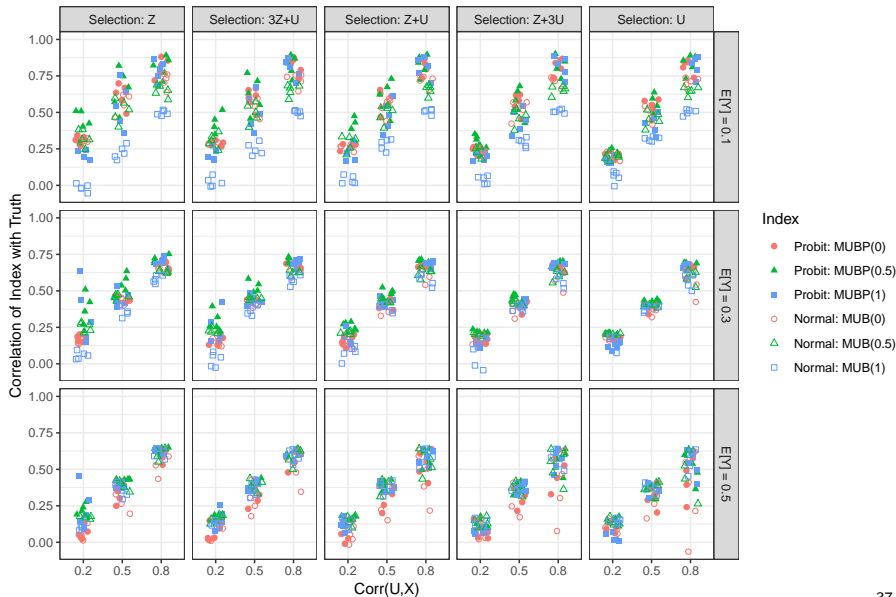 Selection: Z
Selection: 3Z+U
Selection: Z+U
Selection: Z+3U
Selection: U
Correlation of Index with Truth
1.00
0.75
0.50
0.25
0.00
E[Y] = 0.1
1.00
0.75
0.50
0.25
0.00
E[Y] = 0.3
1.00
0.75
0.50
0.25
0.00
E[Y] = 0.5
0.2 0.5 0.8 0.2 0.5 0.8 0.2 0.5 0.8 0.2 0.5 0.8 0.2 0.5 0.8
Corr(U,X)
Index
Probit: MUBP(0)
Probit: MUBP(0.5)
Probit: MUBP(1)
Normal: MUB(0)
Normal: MUB(0.5)
Normal: MUB(1)